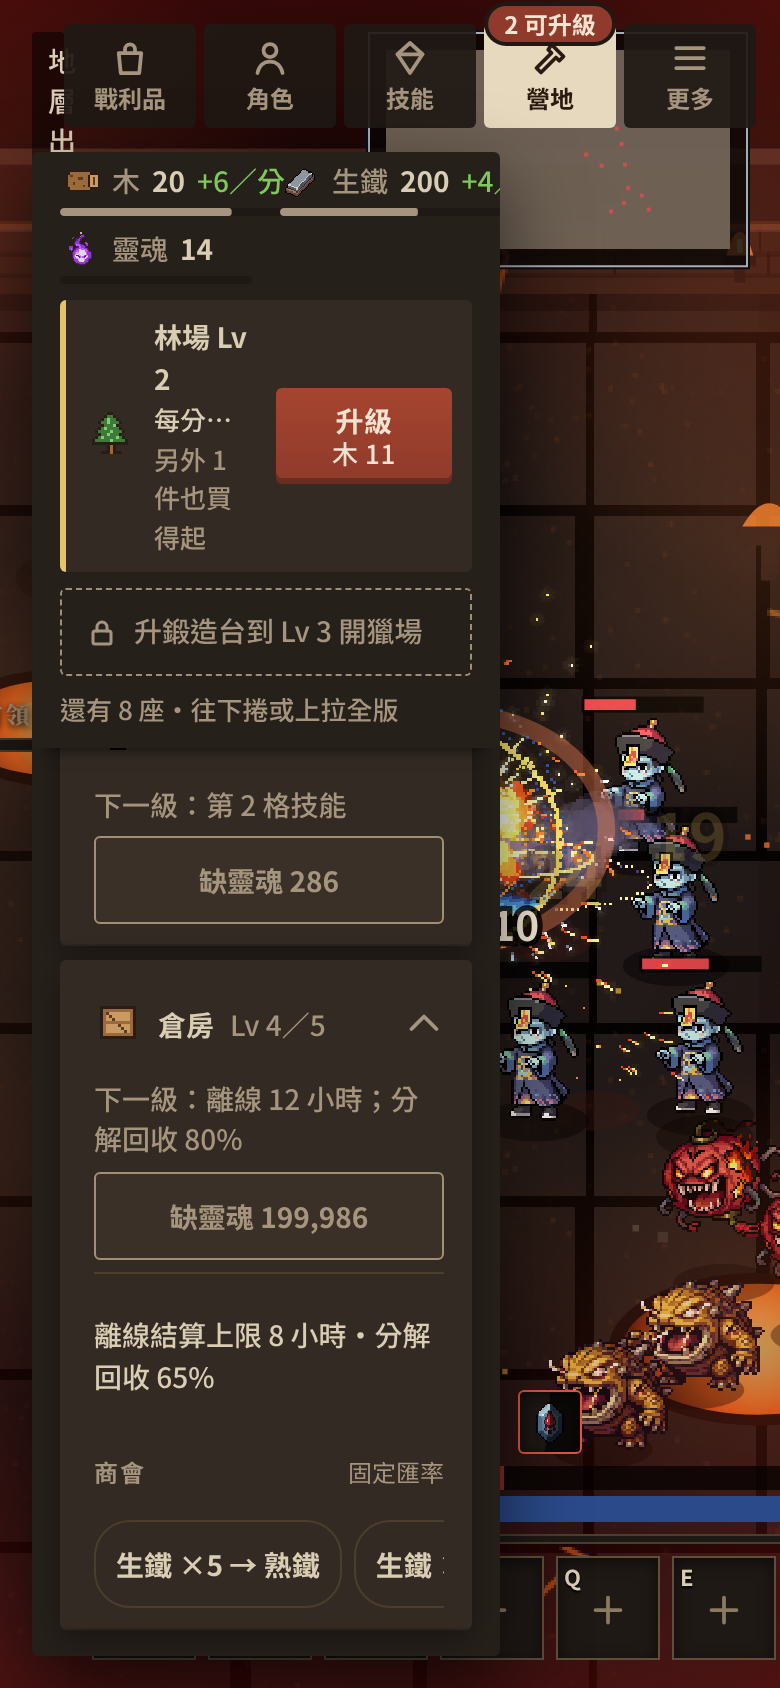 2 可升級
戰利品
角色
技能
營地
更多
地
層
出
木 20 +6／分
生鐵 200 +4／
靈魂 14
林場 Lv
2
每分…
另外 1
件也買
得起
升級
木 11
升鍛造台到 Lv 3 開獵場
還有 8 座・往下捲或上拉全版
領
下一級：第 2 格技能
缺靈魂 286
19
10
倉房 Lv 4／5
下一級：離線 12 小時；分
解回收 80%
缺靈魂 199,986
離線結算上限 8 小時・分解
回收 65%
商會
固定匯率
生鐵 ×5 → 熟鐵
生鐵
Q
E